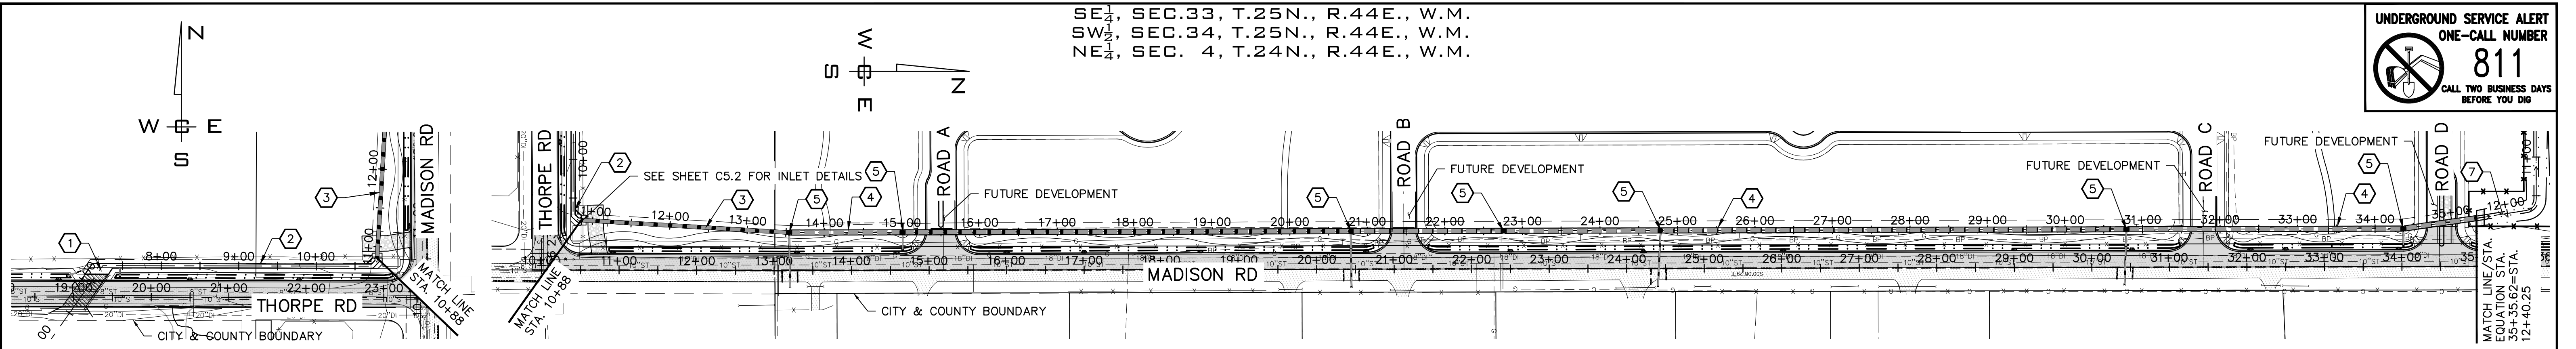 SE¼, SEC.33, T.25N., R.44E., W.M.
SW½, SEC.34, T.25N., R.44E., W.M.
NE¼, SEC. 4, T.24N., R.44E., W.M.
UNDERGROUND SERVICE ALERT
ONE-CALL NUMBER
811
CALL TWO BUSINESS DAYS
BEFORE YOU DIG
N
W E
S
W
S N
E
1
2
3
8+00 9+00 10+00
11+00
12+00
19+00 20+00 21+00 22+00 23+00
THORPE RD
MADISON RD
CITY & COUNTY BOUNDARY
MATCH LINE
STA. 10+88
THORPE RD
10+00
2
SEE SHEET C5.2 FOR INLET DETAILS
3
5
4
5
ROAD A
FUTURE DEVELOPMENT
5
ROAD B
FUTURE DEVELOPMENT
5
5
4
FUTURE DEVELOPMENT
5
ROAD C
FUTURE DEVELOPMENT
5
4
ROAD D
7
11+00
12+00
11+00 12+00 13+00 14+00 15+00 16+00 17+00 18+00 19+00 20+00 21+00 22+00 23+00 24+00 25+00 26+00 27+00 28+00 29+00 30+00 31+00 32+00 33+00 34+00 35+00
11+00 12+00 13+00 14+00 15+00 16+00 17+00 18+00 19+00 20+00 21+00 22+00 23+00 24+00 25+00 26+00 27+00 28+00 29+00 30+00 31+00 32+00 33+00 34+00
MADISON RD
CITY & COUNTY BOUNDARY
MATCH LINE
STA. 10+88
MATCH LINE/STA.
EQUATION STA.
35+35.62=STA.
12+40.25